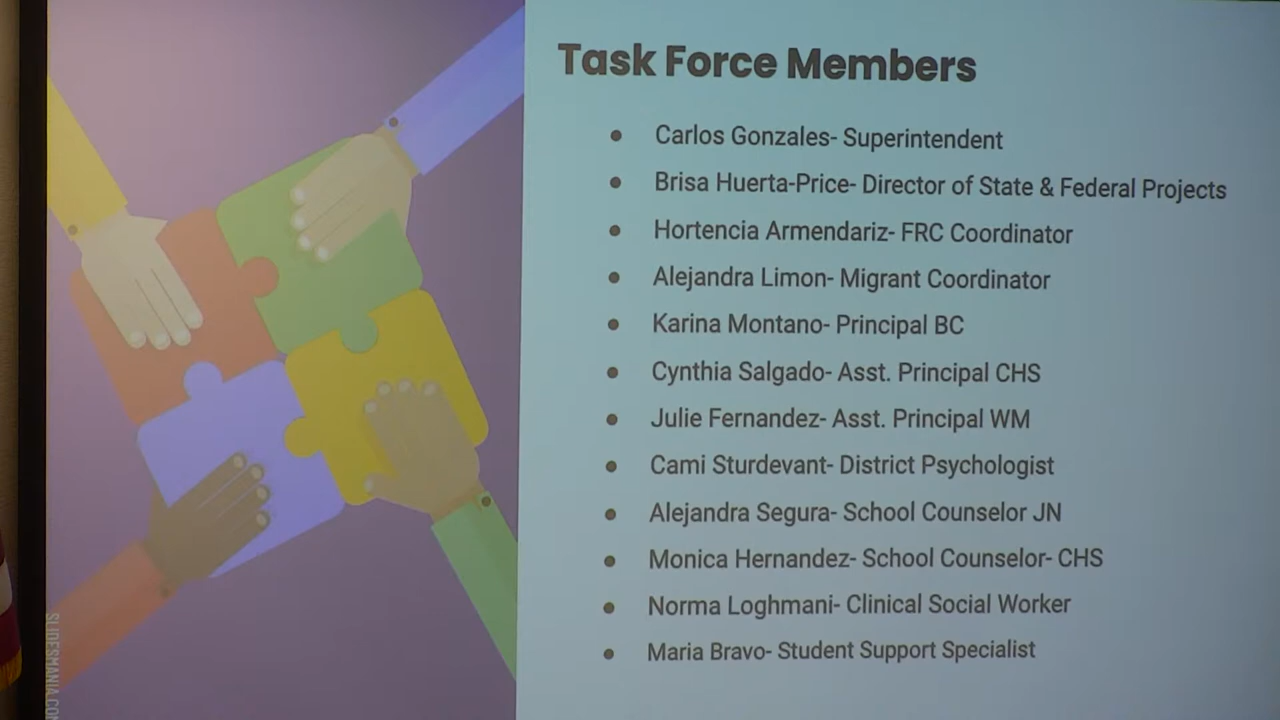 Task Force Members
Carlos Gonzales- Superintendent
Brisa Huerta-Price- Director of State & Federal Projects
Hortencia Armendariz- FRC Coordinator
Alejandra Limon- Migrant Coordinator
Karina Montano- Principal BC
Cynthia Salgado- Asst. Principal CHS
Julie Fernandez- Asst. Principal WM
Cami Sturdevant- District Psychologist
Alejandra Segura- School Counselor JN
Monica Hernandez- School Counselor- CHS
Norma Loghmani- Clinical Social Worker
Maria Bravo- Student Support Specialist
SLIDESMANIA.COM